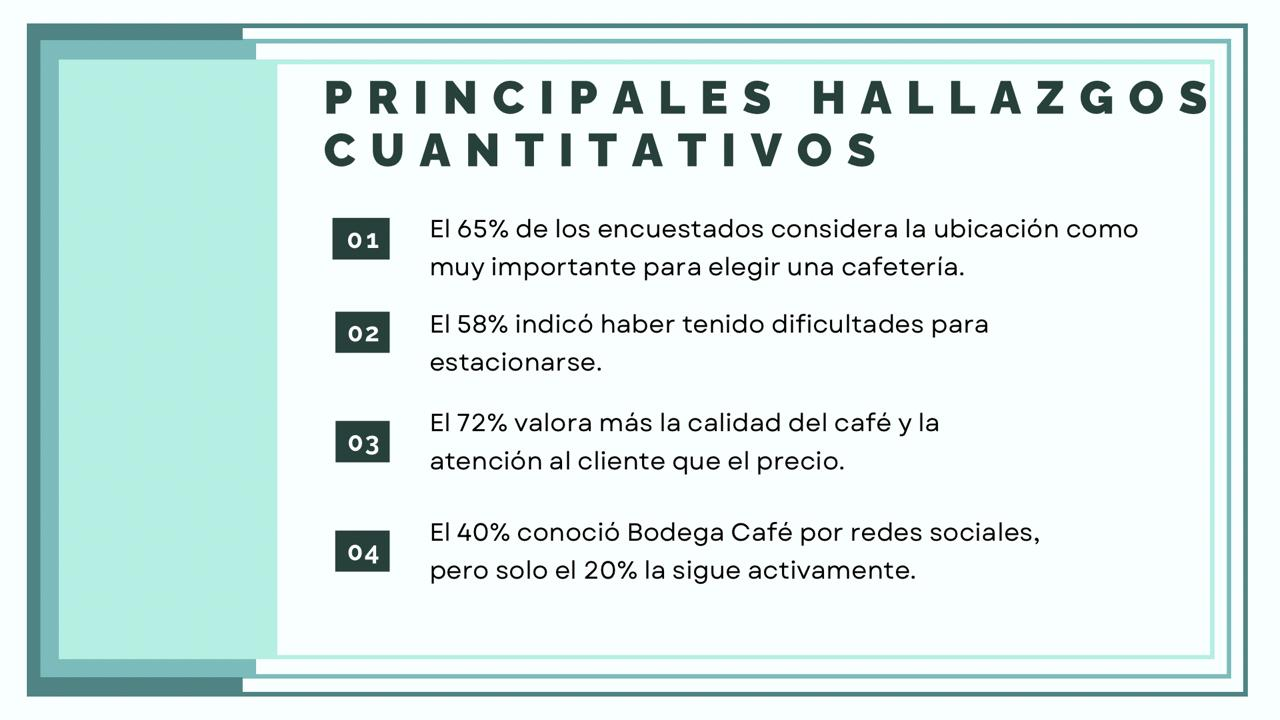 PRINCIPALES HALLAZGOS
CUANTITATIVOS
01
El 65% de los encuestados considera la ubicación como
muy importante para elegir una cafetería.
02
El 58% indicó haber tenido dificultades para
estacionarse.
03
El 72% valora más la calidad del café y la
atención al cliente que el precio.
04
El 40% conoció Bodega Café por redes sociales,
pero solo el 20% la sigue activamente.